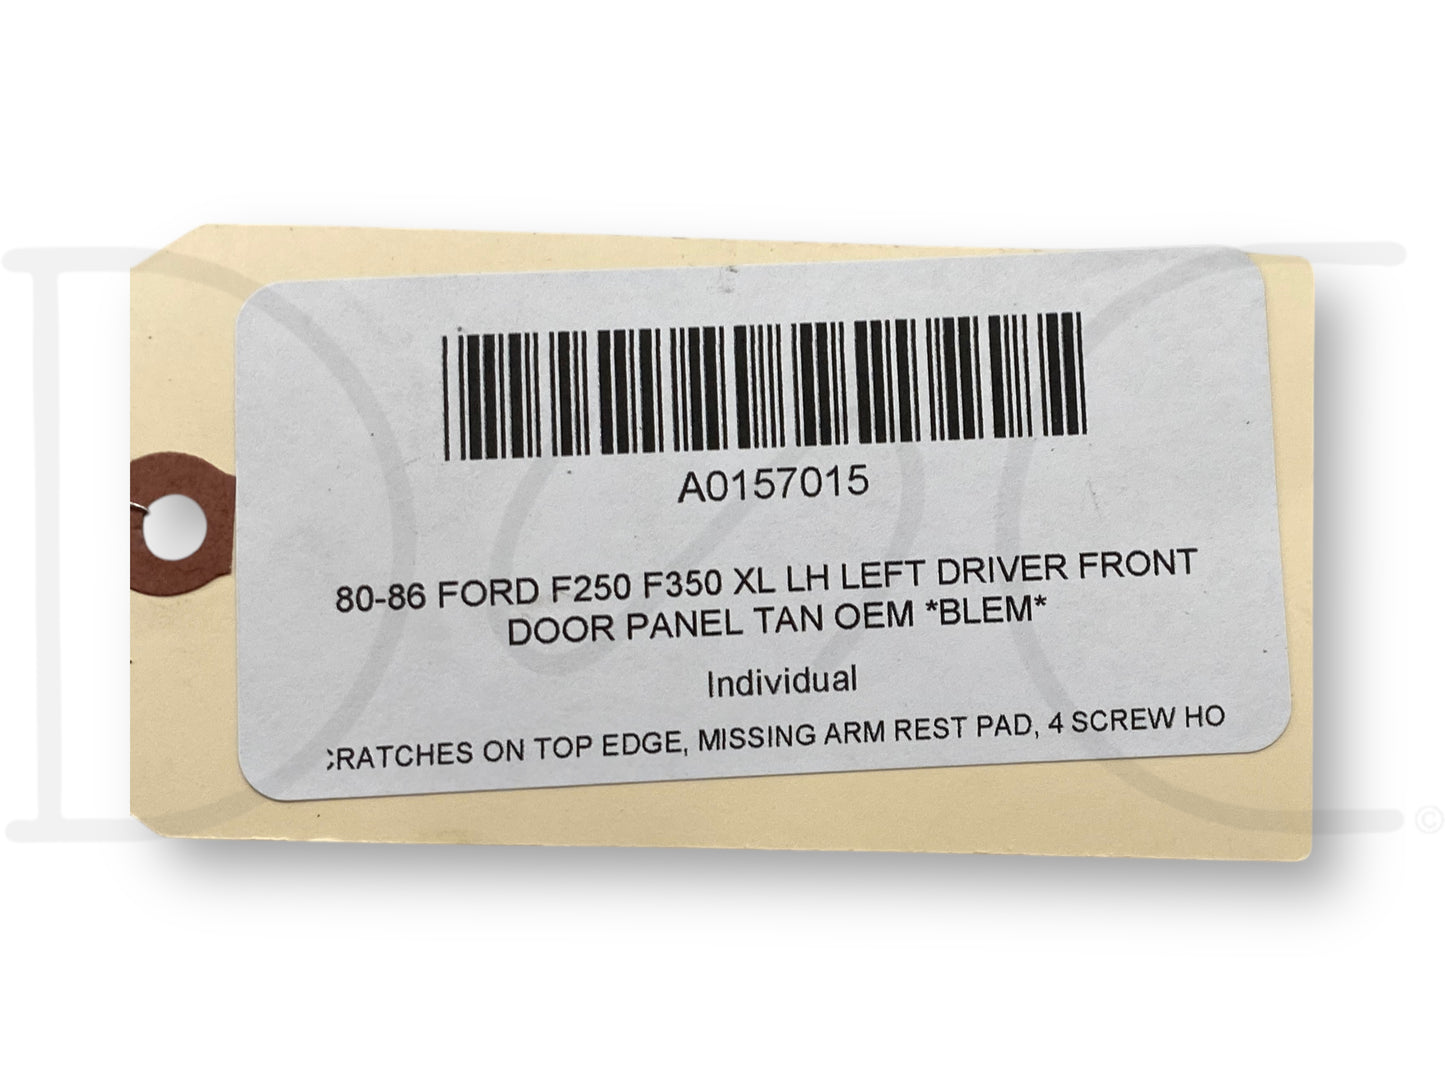 A0157015
80-86 FORD F250 F350 XL LH LEFT DRIVER FRONT
DOOR PANEL TAN OEM *BLEM*
Individual
CRATCHES ON TOP EDGE, MISSING ARM REST PAD, 4 SCREW HO
©